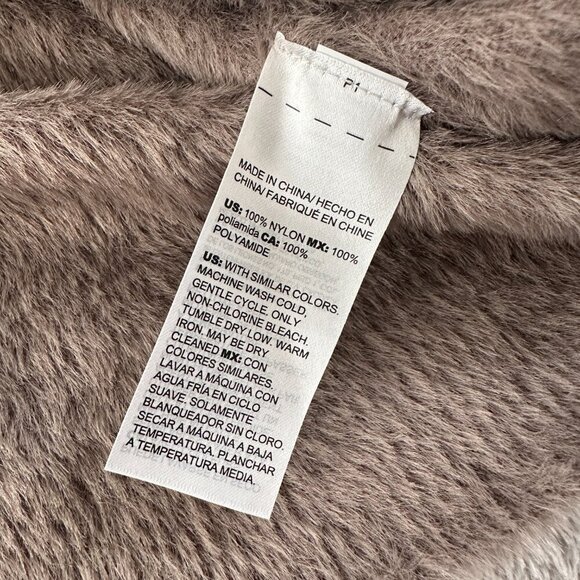 P1
MADE IN CHINA/ HECHO EN
CHINA/ FABRIQUÉ EN CHINE
US: 100% NYLON MX: 100%
poliamida CA: 100%
POLYAMIDE
US: WITH SIMILAR COLORS.
MACHINE WASH COLD.
GENTLE CYCLE. ONLY
NON-CHLORINE BLEACH.
TUMBLE DRY LOW. WARM
IRON. MAY BE DRY
CLEANED MX: CON
COLORES SIMILARES.
LAVAR A MÁQUINA CON
AGUA FRÍA EN CICLO
SUAVE. SOLAMENTE
BLANQUEADOR SIN CLORO.
SECAR A MÁQUINA A BAJA
TEMPERATURA. PLANCHAR
A TEMPERATURA MEDIA.